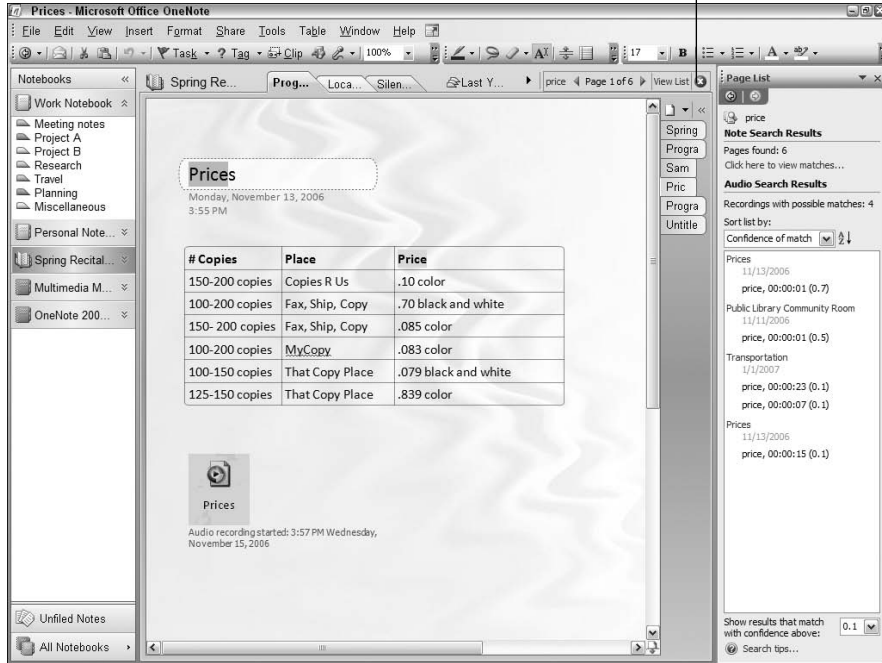 Prices - Microsoft Office OneNote
File Edit View Insert Format Share Tools Table Window Help
Task ? Tag Clip 100% A 17 B A
Notebooks
Work Notebook
Meeting notes
Project A
Project B
Research
Travel
Planning
Miscellaneous
Personal Note...
Spring Recital...
Multimedia M...
OneNote 200...
Unfiled Notes
All Notebooks
Spring Re... Prog... Loca... Silen... Last Y... price Page 1 of 6 View List
Prices
Monday, November 13, 2006
3:55 PM
# Copies Place Price
150-200 copies Copies R Us .10 color
100-200 copies Fax, Ship, Copy .70 black and white
150- 200 copies Fax, Ship, Copy .085 color
100-200 copies MyCopy .083 color
100-150 copies That Copy Place .079 black and white
125-150 copies That Copy Place .839 color
Prices
Audio recording started: 3:57 PM Wednesday,
November 15, 2006
Spring
Progra
Sam
Pric
Progra
Untitle
Page List
price
Note Search Results
Pages found: 6
Click here to view matches...
Audio Search Results
Recordings with possible matches: 4
Sort list by:
Confidence of match
Prices
11/13/2006
price, 00:00:01 (0.7)
Public Library Community Room
11/11/2006
price, 00:00:01 (0.5)
Transportation
1/1/2007
price, 00:00:23 (0.1)
price, 00:00:07 (0.1)
Prices
11/13/2006
price, 00:00:15 (0.1)
Show results that match
with confidence above: 0.1
Search tips...